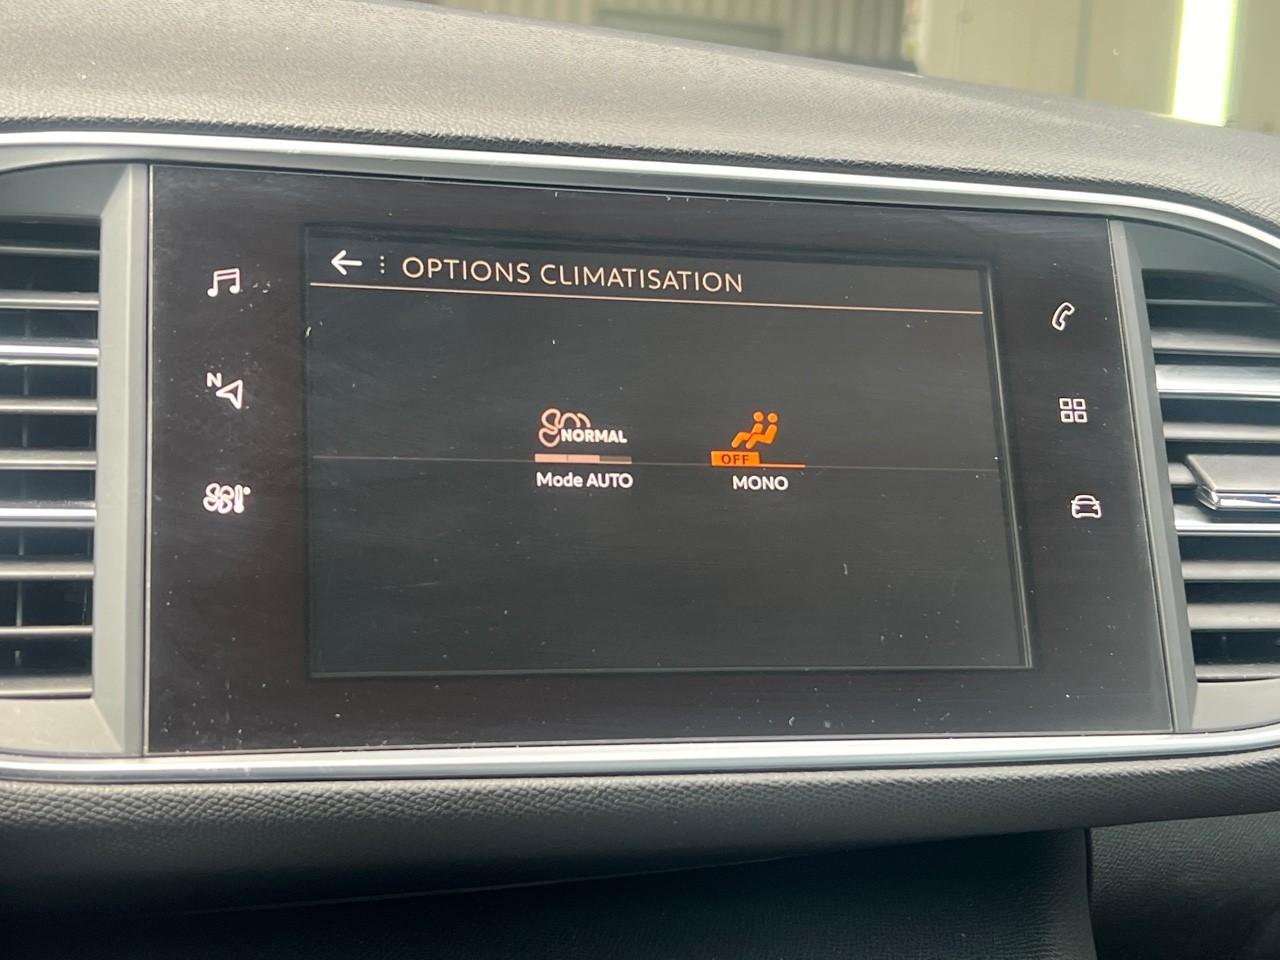 OPTIONS CLIMATISATION
N
NORMAL
OFF
Mode AUTO
MONO